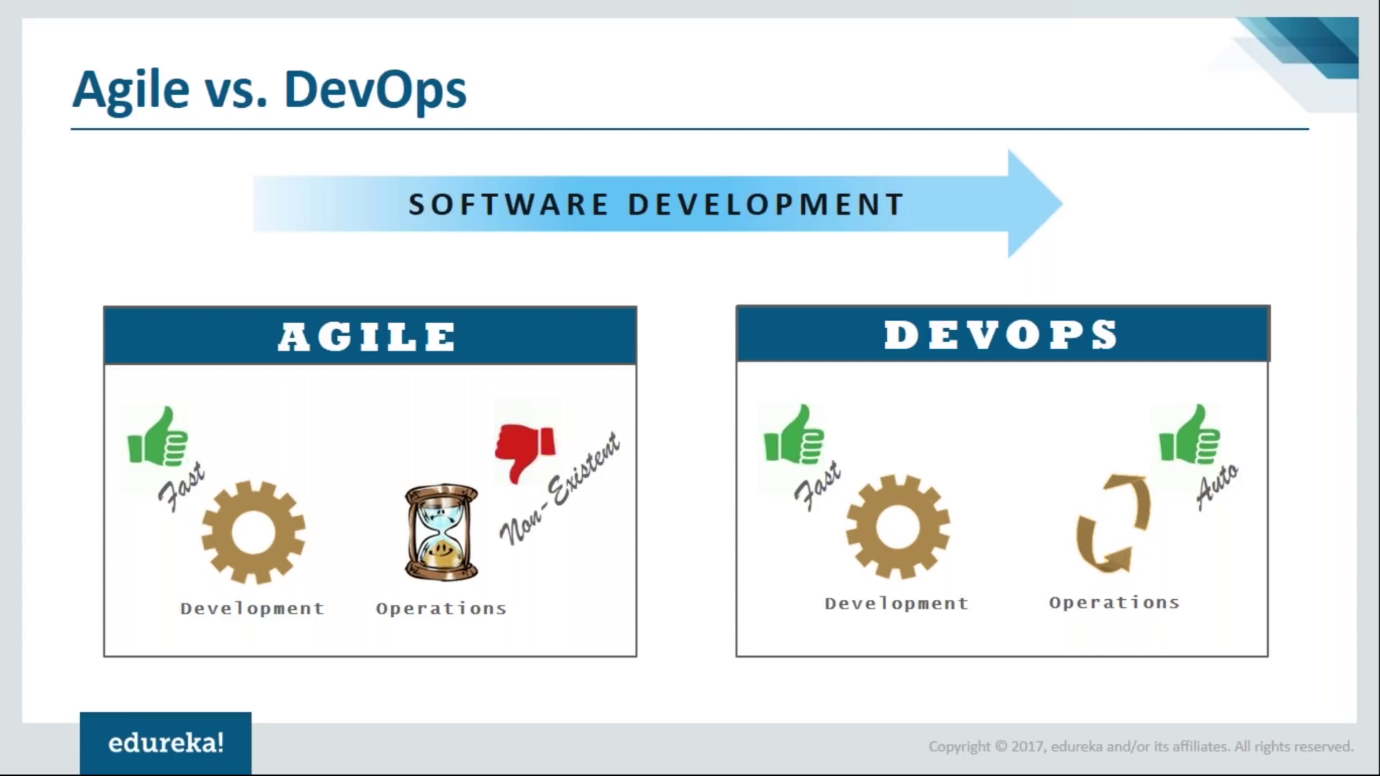 Agile vs. DevOps
SOFTWARE DEVELOPMENT
AGILE
Fast
Non-Existent
Development
Operations
DEVOPS
Fast
Auto
Development
Operations
edureka!
Copyright © 2017, edureka and/or its affiliates. All rights reserved.